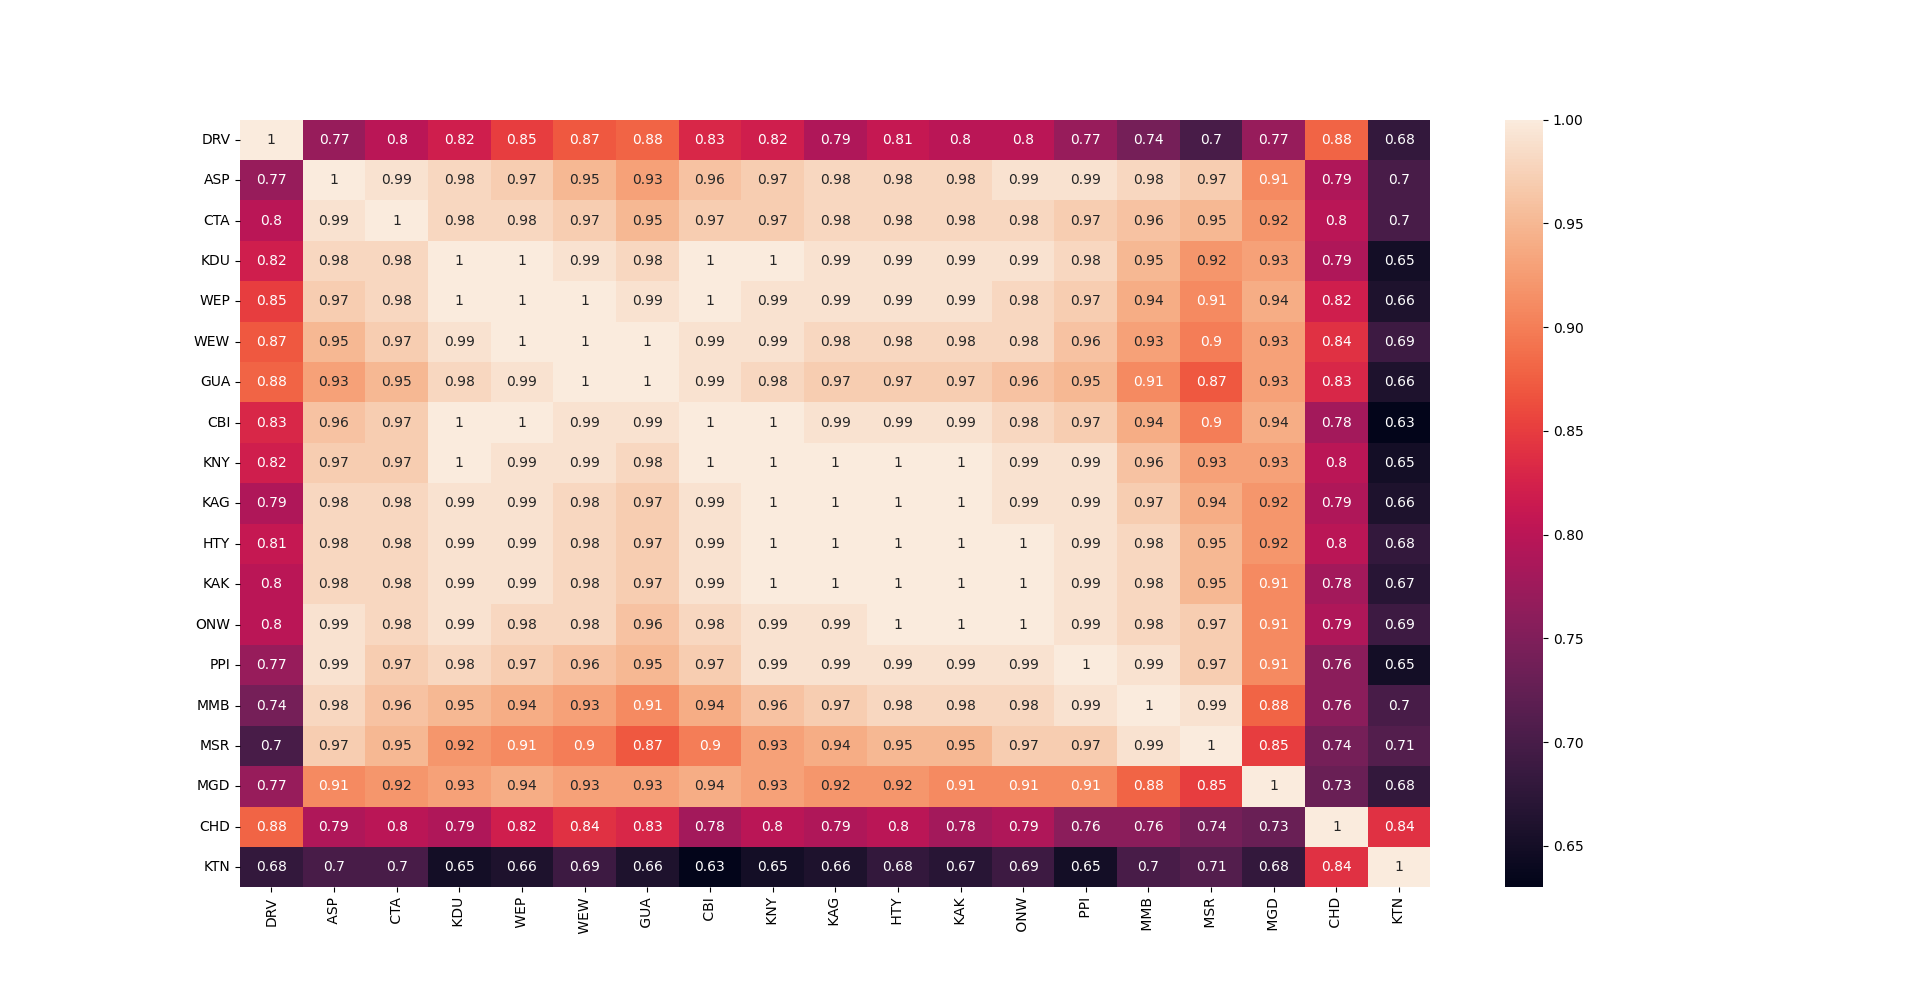 DRV 1 0.77 0.8 0.82 0.85 0.87 0.88 0.83 0.82 0.79 0.81 0.8 0.8 0.77 0.74 0.7 0.77 0.88 0.68 1.00
ASP 0.77 1 0.99 0.98 0.97 0.95 0.93 0.96 0.97 0.98 0.98 0.98 0.99 0.99 0.98 0.97 0.91 0.79 0.7
CTA 0.8 0.99 1 0.98 0.98 0.97 0.95 0.97 0.97 0.98 0.98 0.98 0.98 0.97 0.96 0.95 0.92 0.8 0.7 0.95
KDU 0.82 0.98 0.98 1 1 0.99 0.98 1 1 0.99 0.99 0.99 0.99 0.98 0.95 0.92 0.93 0.79 0.65
WEP 0.85 0.97 0.98 1 1 1 0.99 1 0.99 0.99 0.99 0.99 0.98 0.97 0.94 0.91 0.94 0.82 0.66
WEW 0.87 0.95 0.97 0.99 1 1 1 0.99 0.99 0.98 0.98 0.98 0.98 0.96 0.93 0.9 0.93 0.84 0.69 0.90
GUA 0.88 0.93 0.95 0.98 0.99 1 1 0.99 0.98 0.97 0.97 0.97 0.96 0.95 0.91 0.87 0.93 0.83 0.66
CBI 0.83 0.96 0.97 1 1 0.99 0.99 1 1 0.99 0.99 0.99 0.98 0.97 0.94 0.9 0.94 0.78 0.63 0.85
KNY 0.82 0.97 0.97 1 0.99 0.99 0.98 1 1 1 1 1 0.99 0.99 0.96 0.93 0.93 0.8 0.65
KAG 0.79 0.98 0.98 0.99 0.99 0.98 0.97 0.99 1 1 1 1 0.99 0.99 0.97 0.94 0.92 0.79 0.66
HTY 0.81 0.98 0.98 0.99 0.99 0.98 0.97 0.99 1 1 1 1 1 0.99 0.98 0.95 0.92 0.8 0.68 0.80
KAK 0.8 0.98 0.98 0.99 0.99 0.98 0.97 0.99 1 1 1 1 1 0.99 0.98 0.95 0.91 0.78 0.67
ONW 0.8 0.99 0.98 0.99 0.98 0.98 0.96 0.98 0.99 0.99 1 1 1 0.99 0.98 0.97 0.91 0.79 0.69 0.75
PPI 0.77 0.99 0.97 0.98 0.97 0.96 0.95 0.97 0.99 0.99 0.99 0.99 0.99 1 0.99 0.97 0.91 0.76 0.65
MMB 0.74 0.98 0.96 0.95 0.94 0.93 0.91 0.94 0.96 0.97 0.98 0.98 0.98 0.99 1 0.99 0.88 0.76 0.7
MSR 0.7 0.97 0.95 0.92 0.91 0.9 0.87 0.9 0.93 0.94 0.95 0.95 0.97 0.97 0.99 1 0.85 0.74 0.71 0.70
MGD 0.77 0.91 0.92 0.93 0.94 0.93 0.93 0.94 0.93 0.92 0.92 0.91 0.91 0.91 0.88 0.85 1 0.73 0.68
CHD 0.88 0.79 0.8 0.79 0.82 0.84 0.83 0.78 0.8 0.79 0.8 0.78 0.79 0.76 0.76 0.74 0.73 1 0.84 0.65
KTN 0.68 0.7 0.7 0.65 0.66 0.69 0.66 0.63 0.65 0.66 0.68 0.67 0.69 0.65 0.7 0.71 0.68 0.84 1
DRV ASP CTA KDU WEP WEW GUA CBI KNY KAG HTY KAK ONW PPI MMB MSR MGD CHD KTN